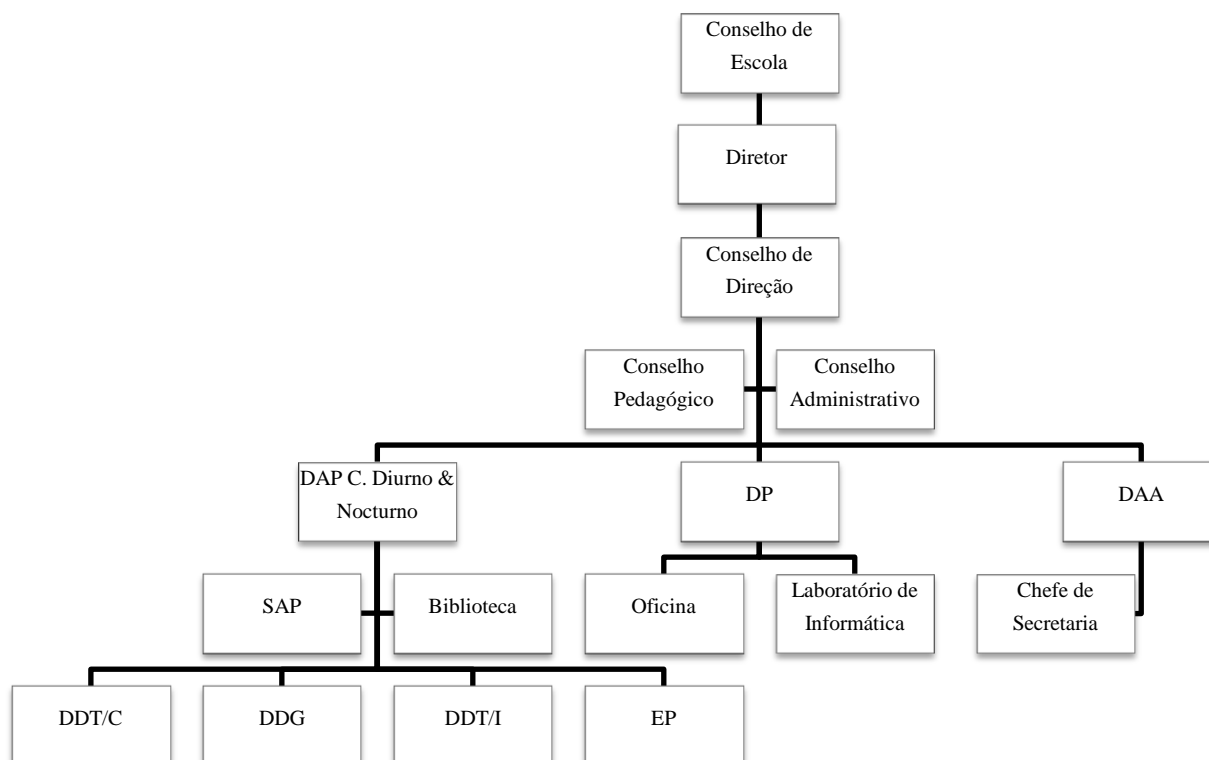 Conselho de
Escola
Diretor
Conselho de
Direção
Conselho
Pedagógico
Conselho
Administrativo
DAP C. Diurno &
Nocturno
DP
DAA
SAP
Biblioteca
Oficina
Laboratório de
Informática
Chefe de
Secretaria
DDT/C
DDG
DDT/I
EP